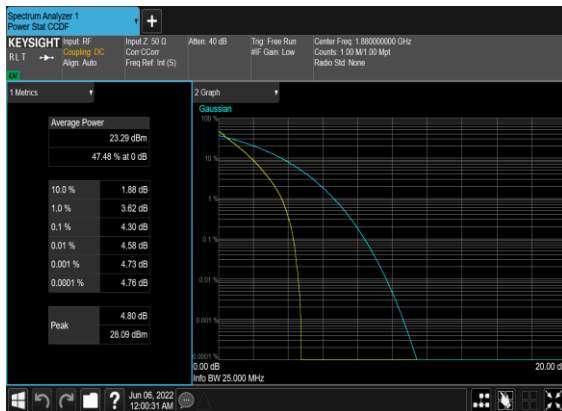 Spectrum Analyzer 1
Power Stat CCDF
KEYSIGHT
RLT
Input: RF
Coupling: DC
Align: Auto
Input Z: 50 Ω
Corr CCorr
Freq Ref: Int (S)
Atten: 40 dB
Trig: Free Run
#IF Gain: Low
Center Freq: 1.880000000 GHz
Counts: 1.00 M/1.00 Mpt
Radio Std: None
1 Metrics
Average Power
23.29 dBm
47.48 % at 0 dB
10.0 % 1.88 dB
1.0 % 3.62 dB
0.1 % 4.30 dB
0.01 % 4.58 dB
0.001 % 4.73 dB
0.0001 % 4.76 dB
Peak 4.80 dB
28.09 dBm
2 Graph
Gaussian
100 %
10 %
1 %
0.1 %
0.01 %
0.001 %
0.0001 %
0.00 dB
20.00 d
Info BW 25.000 MHz
Jun 06, 2022
12:00:31 AM